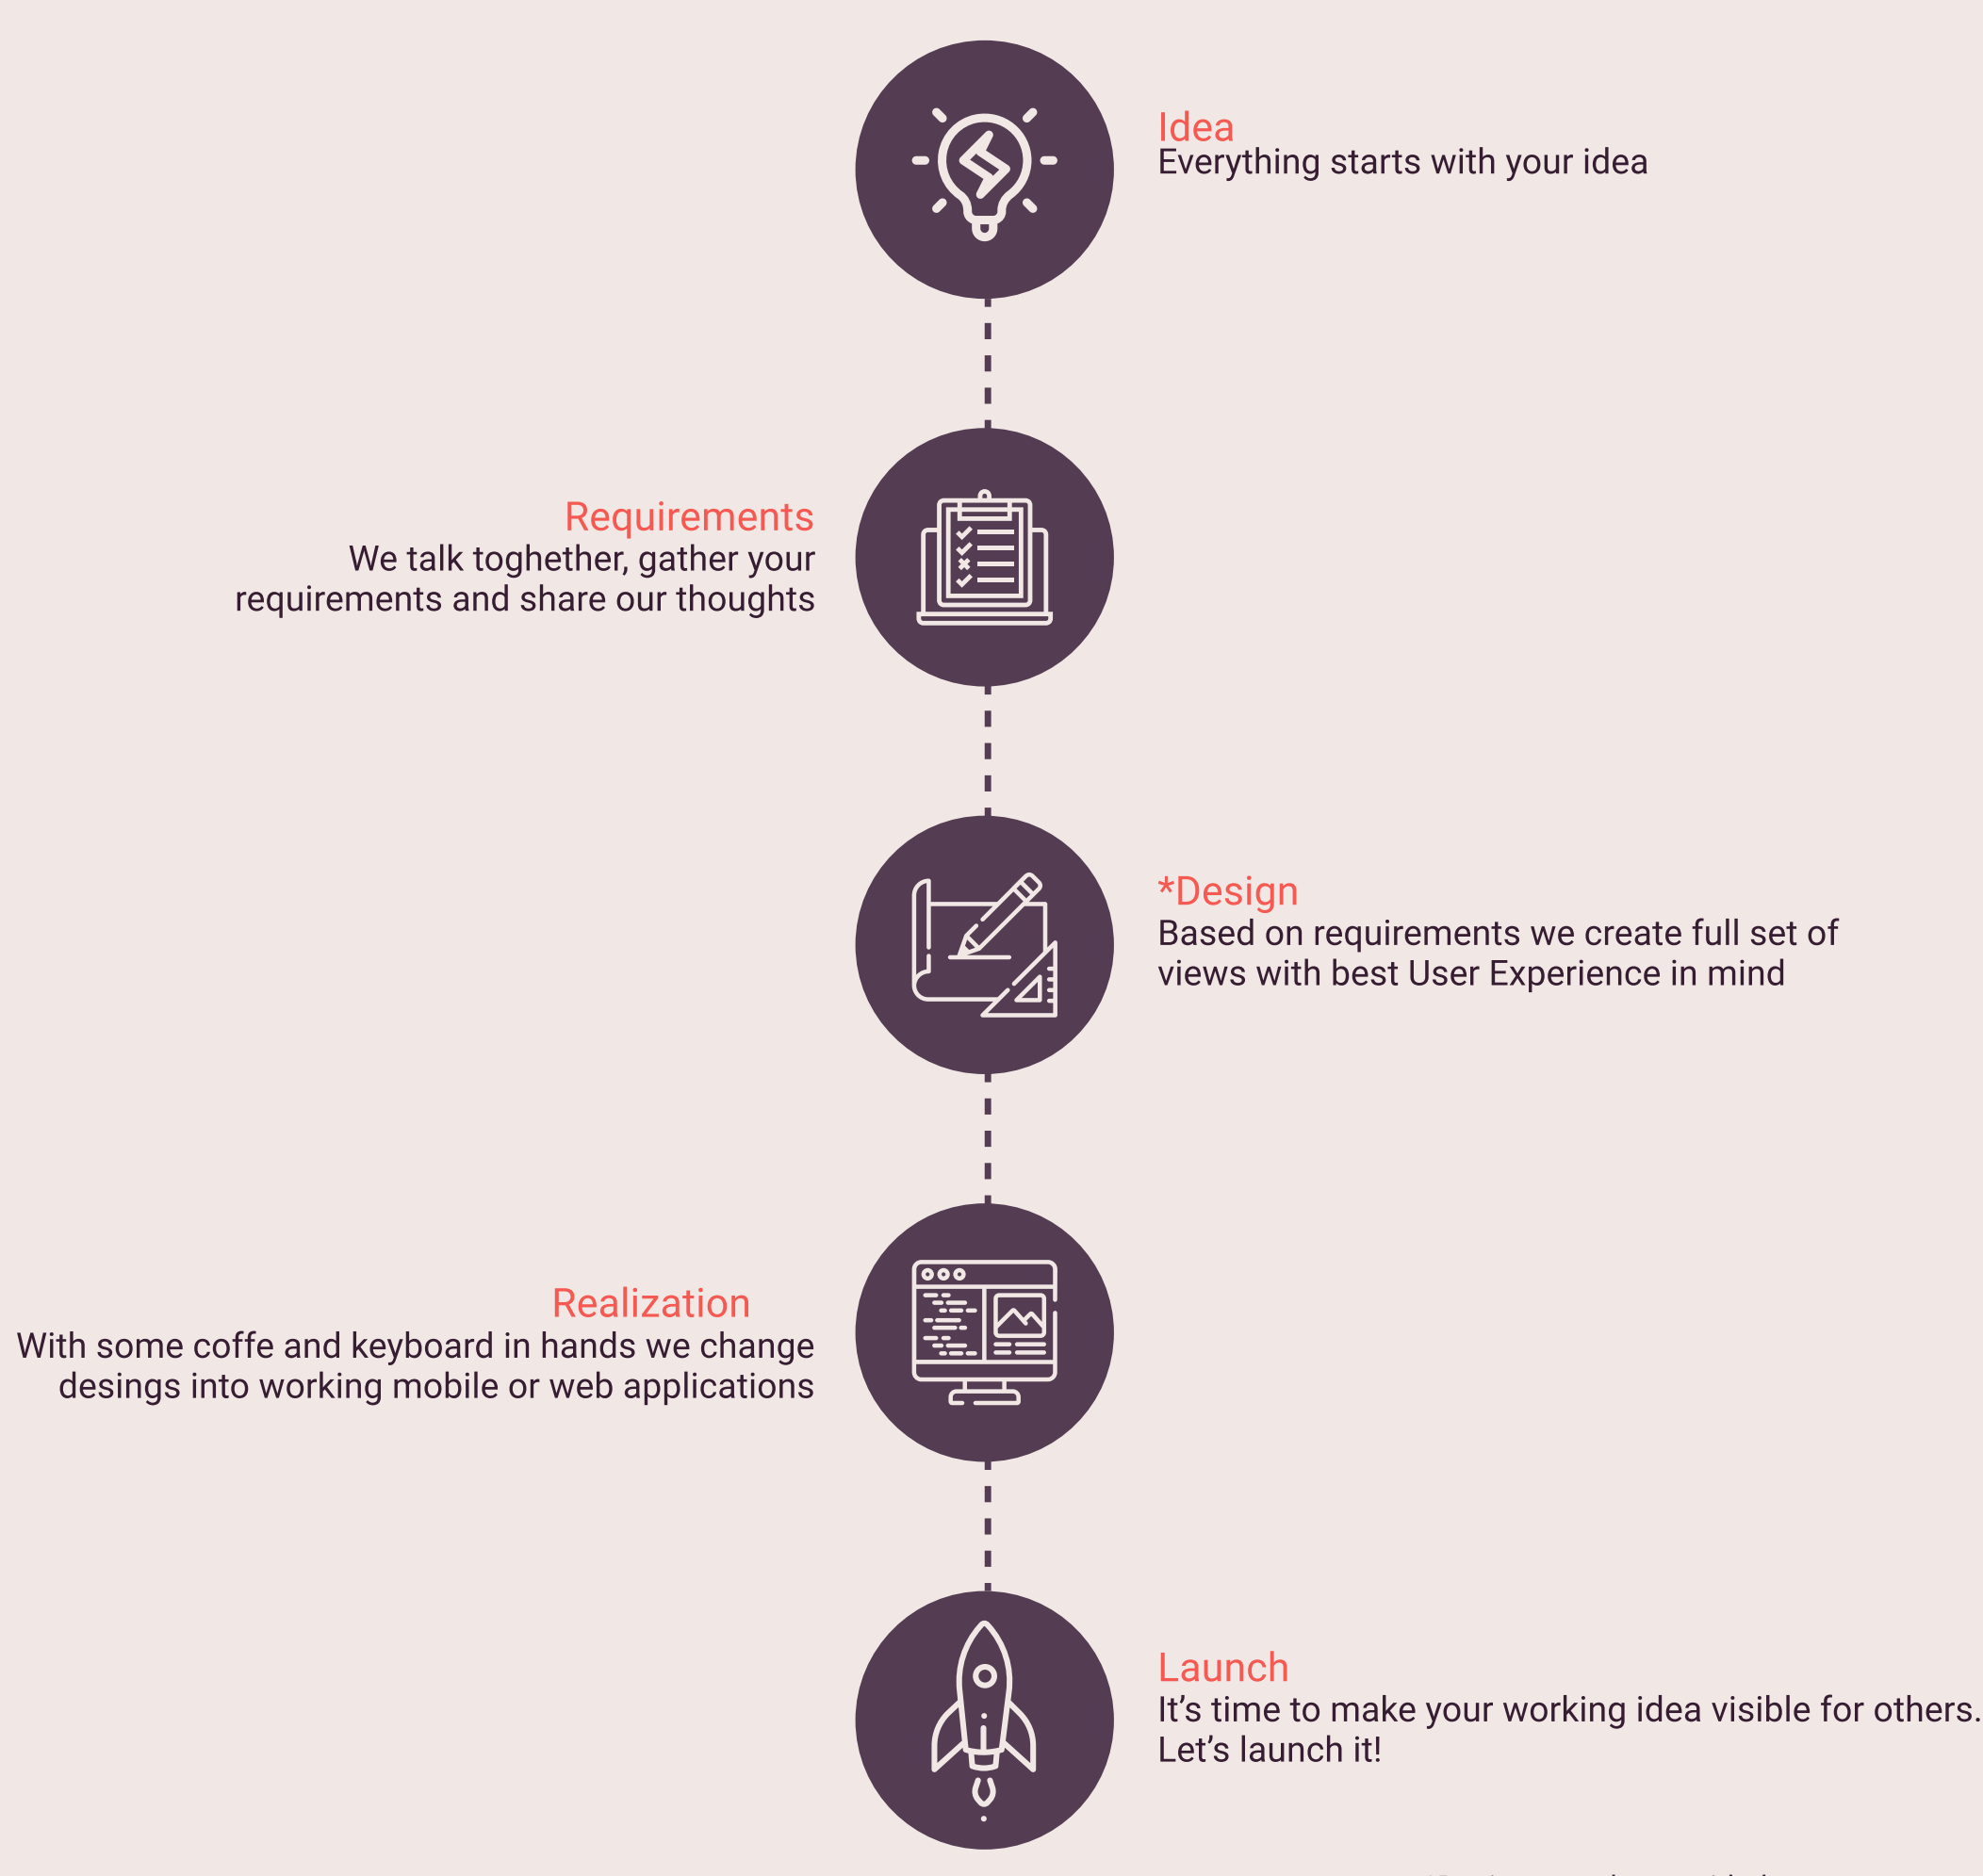 Idea
Everything starts with your idea
Requirements
We talk toghether, gather your
requirements and share our thoughts
*Design
Based on requirements we create full set of
views with best User Experience in mind
Realization
With some coffe and keyboard in hands we change
desings into working mobile or web applications
Launch
It’s time to make your working idea visible for others.
Let’s launch it!